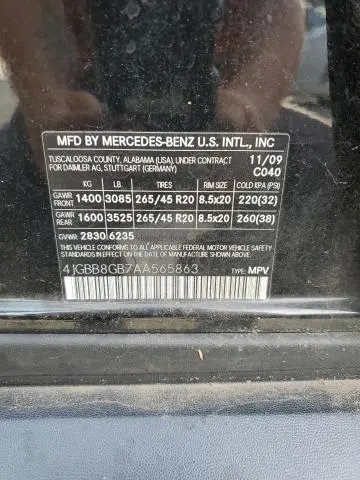 MFD BY MERCEDES-BENZ U.S. INTL., INC
TUSCALOOSA COUNTY, ALABAMA (USA), UNDER CONTRACT 11/09
FOR DAIMLER AG, STUTTGART (GERMANY) C040
KG LB TIRES RIM SIZE COLD KPA (PSI)
GAWR FRONT 1400 3085 265/45 R20 8.5x20 220(32)
GAWR REAR 1600 3525 265/45 R20 8.5x20 260(38)
GVWR: 2830 6235
THIS VEHICLE CONFORMS TO ALL APPLICABLE FEDERAL MOTOR VEHICLE SAFETY
STANDARDS IN EFFECT ON THE DATE OF MANUFACTURE SHOWN ABOVE.
4JGBB8GB7AA565863 TYPE: MPV